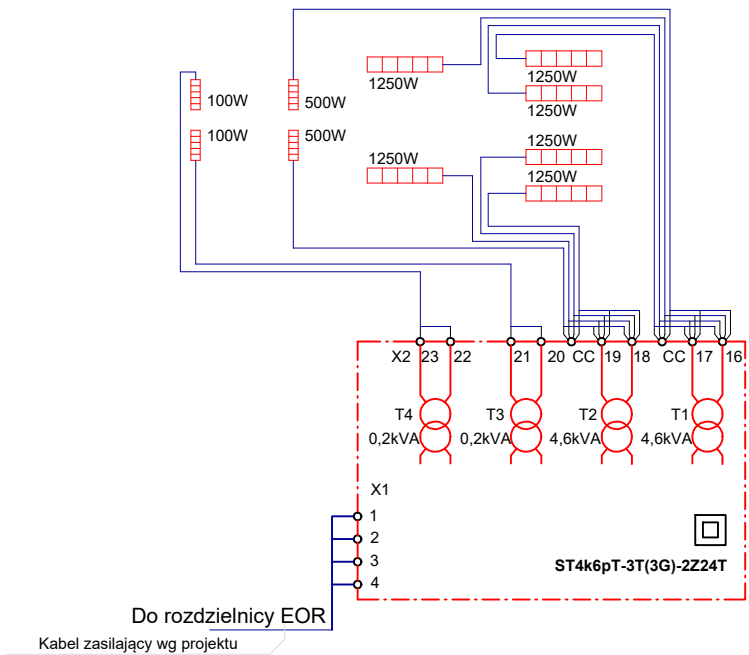 100W
500W
1250W
1250W
1250W
100W
500W
1250W
1250W
1250W
X2 23 22 21 20 20 CC 19 18 CC 17 16
T4 T3 T2 T1
0,2kVA 0,2kVA 4,6kVA 4,6kVA
X1
1
2
3
4
ST4k6pT-3T(3G)-2Z24T
Do rozdzielnicy EOR
Kabel zasilający wg projektu